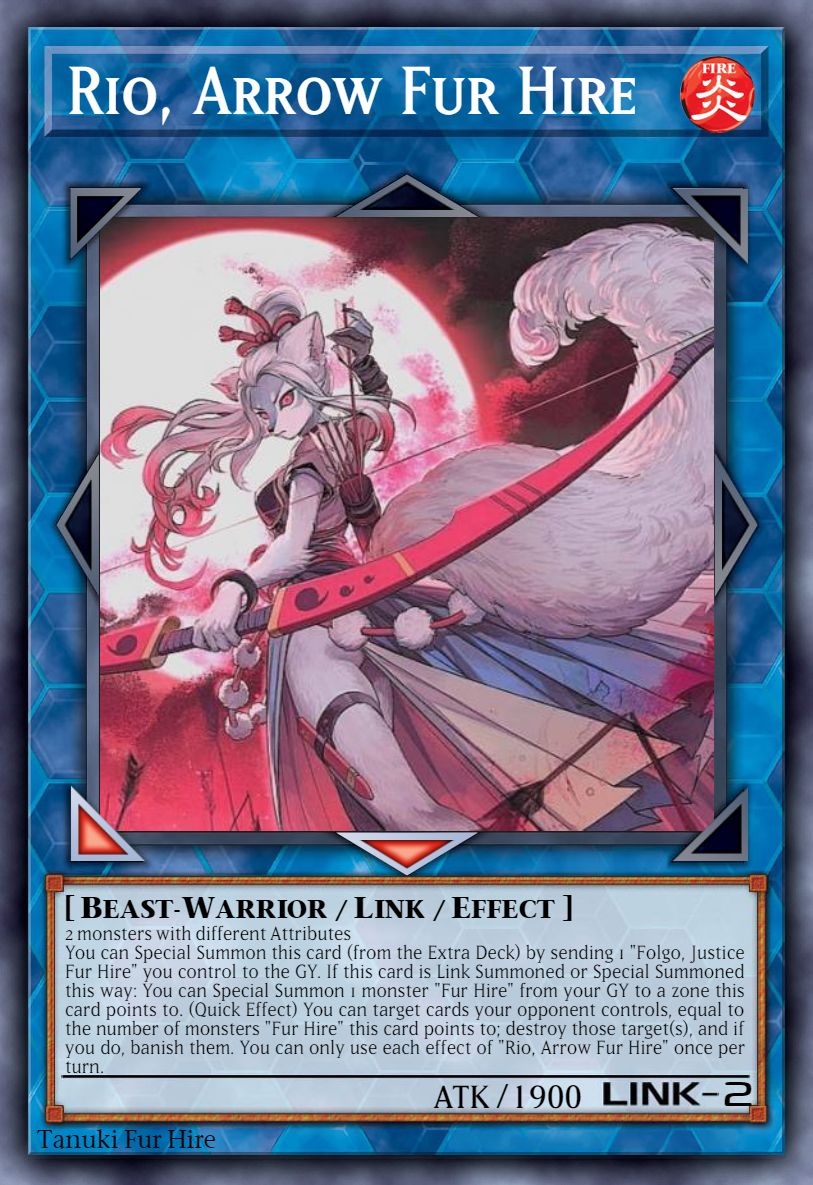 Rio, Arrow Fur Hire
FIRE
炎
[ Beast-Warrior / Link / Effect ]
2 monsters with different Attributes
You can Special Summon this card (from the Extra Deck) by sending 1 "Folgo, Justice
Fur Hire" you control to the GY. If this card is Link Summoned or Special Summoned
this way: You can Special Summon 1 monster "Fur Hire" from your GY to a zone this
card points to. (Quick Effect) You can target cards your opponent controls, equal to
the number of monsters "Fur Hire" this card points to; destroy those target(s), and if
you do, banish them. You can only use each effect of "Rio, Arrow Fur Hire" once per
turn.
ATK/1900 LINK-2
Tanuki Fur Hire